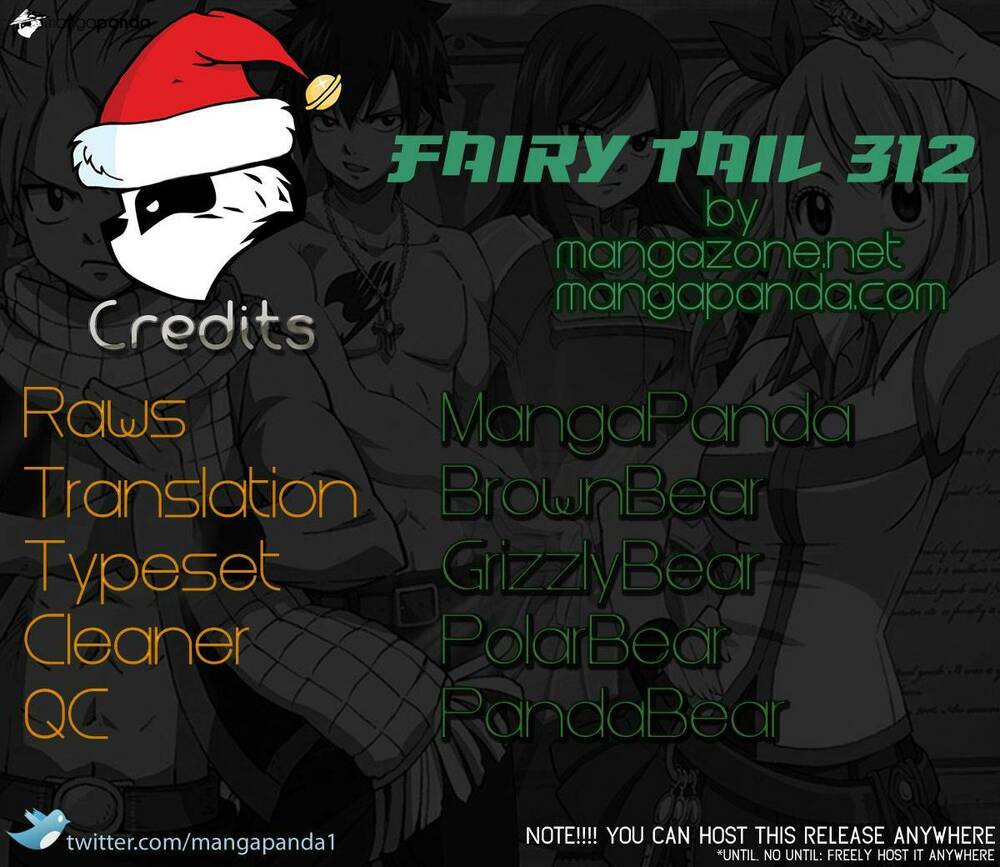 mangapanda
FAIRY TAIL 312
by
mangazone.net
mangapanda.com
Credits
Raws MangaPanda
Translation BrownBear
Typeset GrizzlyBear
Cleaner PolarBear
QC PandaBear
twitter.com/mangapanda1
NOTE!!!! YOU CAN HOST THIS RELEASE ANYWHERE
*UNTIL NO UNTIL; FREELY HOST IT ANYWHERE